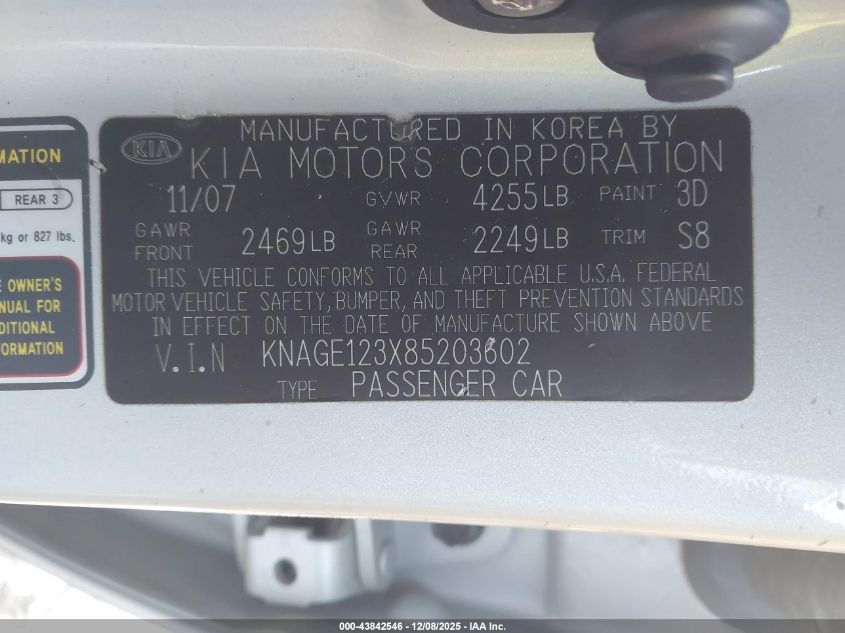 MATION
REAR 3
kg or 827 lbs.
OWNER'S
MANUAL FOR
DITIONAL
FORMATION
KIA
MANUFACTURED IN KOREA BY
KIA MOTORS CORPORATION
11/07 GVWR 4255LB PAINT 3D
GAWR FRONT 2469LB GAWR REAR 2249LB TRIM S8
THIS VEHICLE CONFORMS TO ALL APPLICABLE U.S.A. FEDERAL
MOTOR VEHICLE SAFETY, BUMPER, AND THEFT PREVENTION STANDARDS
IN EFFECT ON THE DATE OF MANUFACTURE SHOWN ABOVE
V.I.N KNAGE123X85203602
TYPE PASSENGER CAR
000-43842546 - 12/08/2025 - IAA Inc.